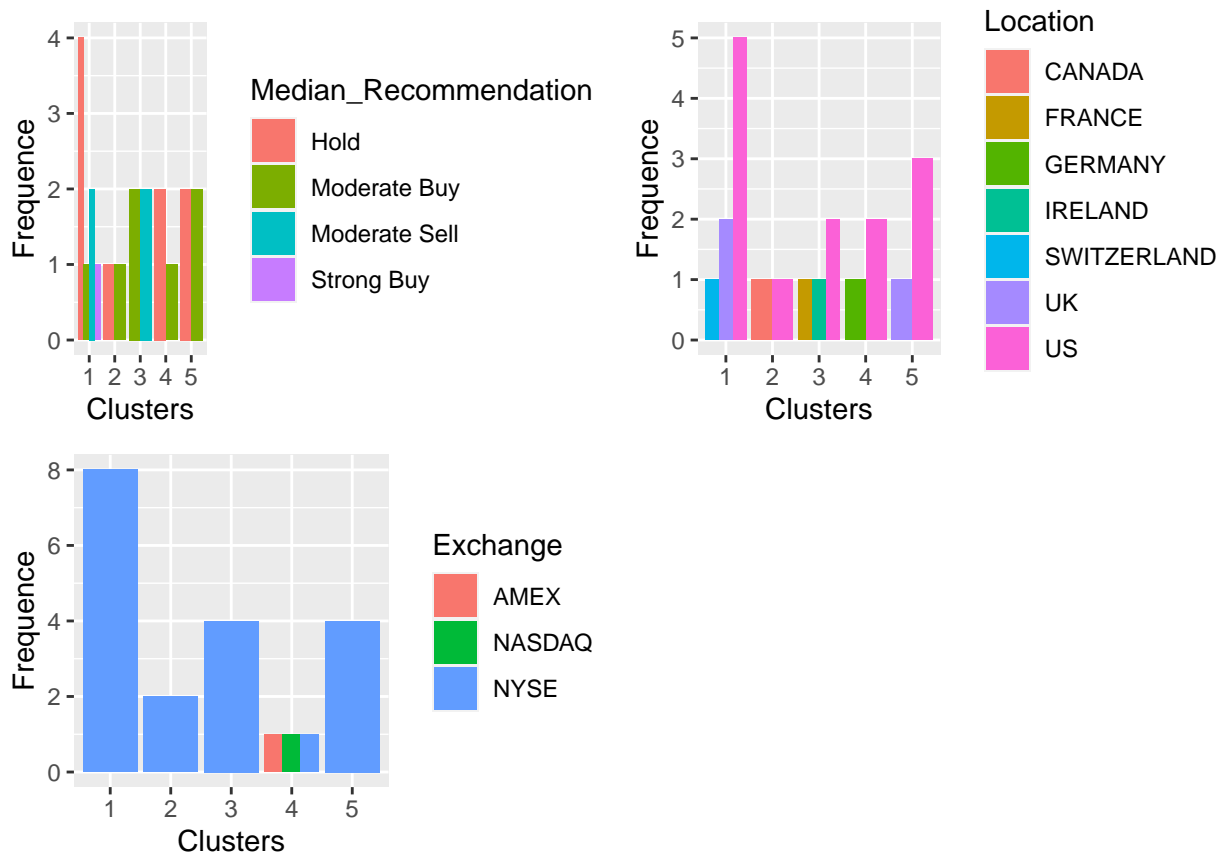 4
3
2
1
0
Frequence
1 2 3 4 5
Clusters
Median_Recommendation
Hold
Moderate Buy
Moderate Sell
Strong Buy
5
4
3
2
1
0
Frequence
1 2 3 4 5
Clusters
Location
CANADA
FRANCE
GERMANY
IRELAND
SWITZERLAND
UK
US
8
6
4
2
0
Frequence
1 2 3 4 5
Clusters
Exchange
AMEX
NASDAQ
NYSE